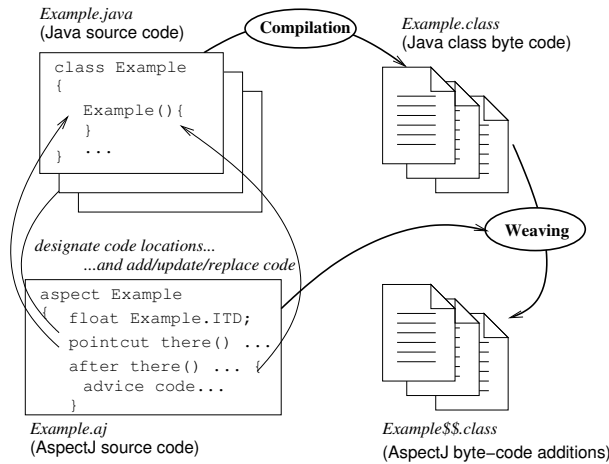 Example.java
(Java source code)
Compilation
Example.class
(Java class byte code)
class Example
{
Example(){
}
...
}
designate code locations...
...and add/update/replace code
Weaving
aspect Example
{ float Example.ITD;
pointcut there() ...
after there() ... {
advice code...
}
Example.aj
(AspectJ source code)
Example$$.class
(AspectJ byte−code additions)